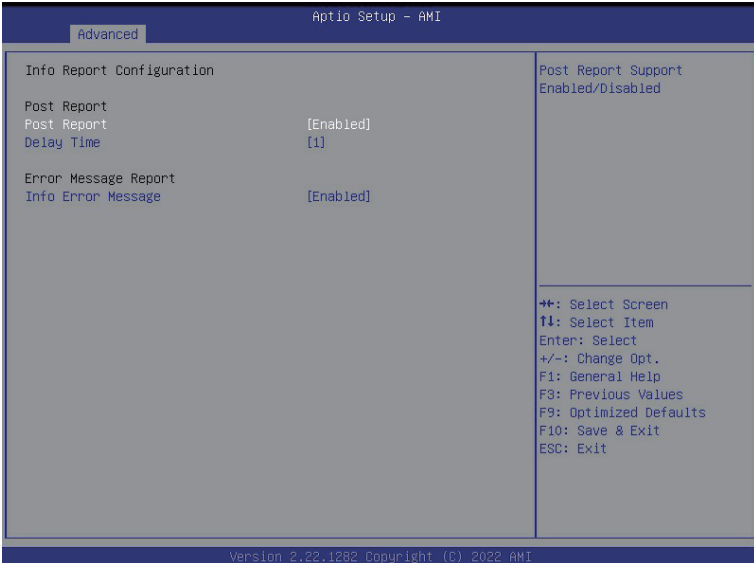 Aptio Setup – AMI
Advanced
Info Report Configuration
Post Report
Post Report [Enabled]
Delay Time [1]
Error Message Report
Info Error Message [Enabled]
Post Report Support
Enabled/Disabled
→←: Select Screen
↑↓: Select Item
Enter: Select
+/-: Change Opt.
F1: General Help
F3: Previous Values
F9: Optimized Defaults
F10: Save & Exit
ESC: Exit
Version 2.22.1282 Copyright (C) 2022 AMI